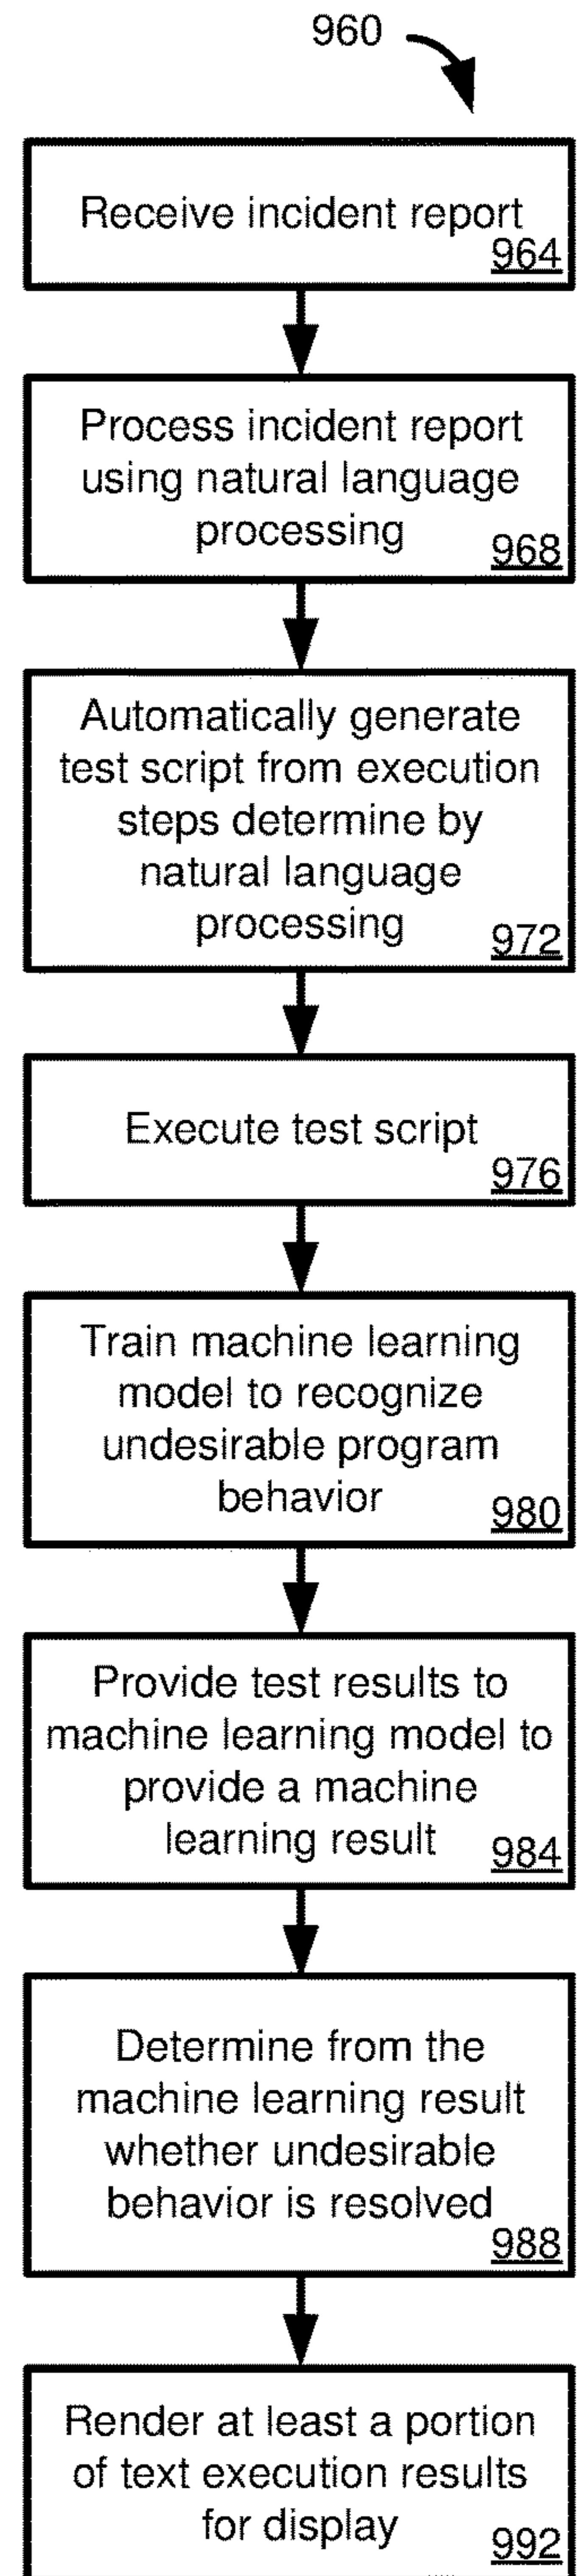 960
Receive incident report
964
Process incident report
using natural language
processing
968
Automatically generate
test script from execution
steps determine by
natural language
processing
972
Execute test script
976
Train machine learning
model to recognize
undesirable program
behavior
980
Provide test results to
machine learning model to
provide a machine
learning result
984
Determine from the
machine learning result
whether undesirable
behavior is resolved
988
Render at least a portion
of text execution results
for display
992